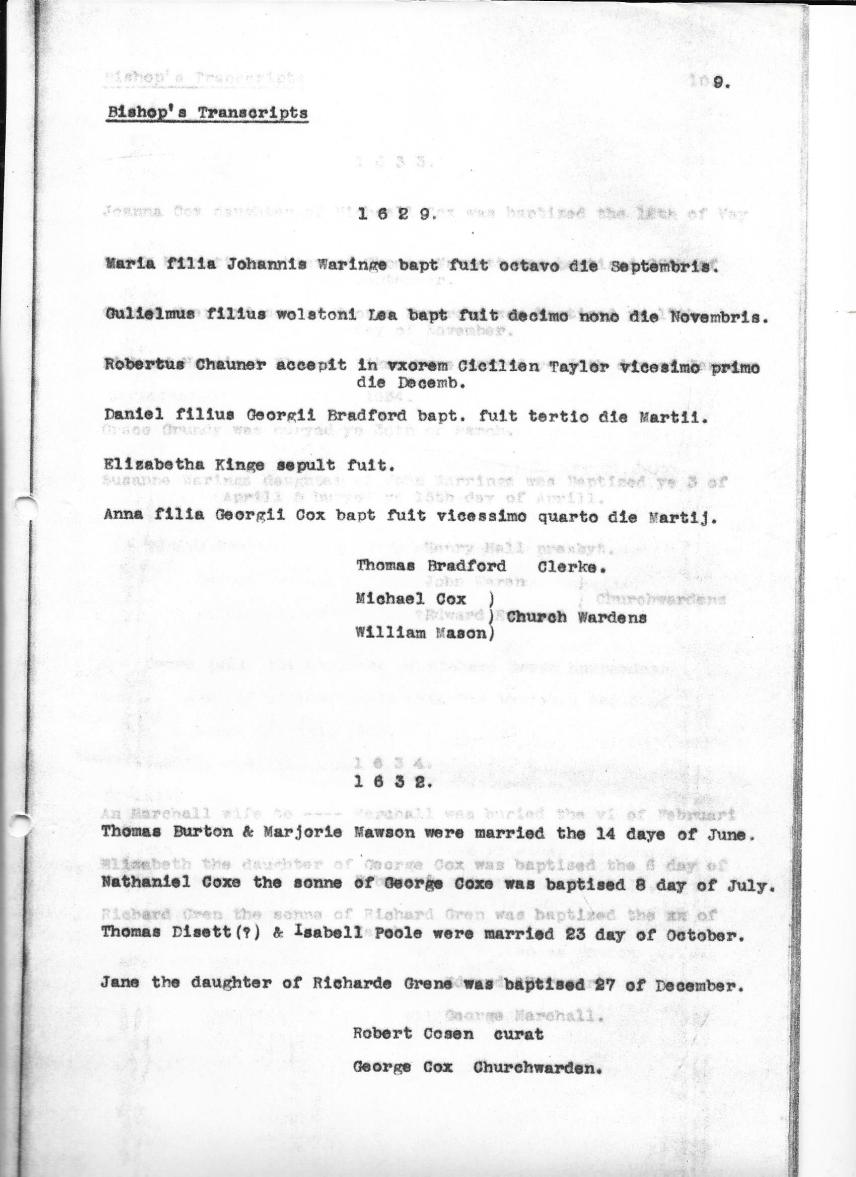 9.
Bishop's Transcripts
1 6 2 9.
Maria filia Johannis Waringe bapt fuit octavo die Septembris.
Gulielmus filius wolstoni Lea bapt fuit decimo nono die Novembris.
Robertus Chauner accepit in vxorem Cicilien Taylor vicesimo primo
die Decemb.
Daniel filius Georgii Bradford bapt. fuit tertio die Martii.
Elizabetha Kinge sepult fuit.
Anna filia Georgii Cox bapt fuit vicessimo quarto die Martij.
Thomas Bradford Clerke.
Michael Cox )
) Church Wardens
William Mason)
1 6 3 2.
Thomas Burton & Marjorie Mawson were married the 14 daye of June.
Nathaniel Coxe the sonne of George Coxe was baptised 8 day of July.
Thomas Disett(?) & Isabell Poole were married 23 day of October.
Jane the daughter of Richarde Grene was baptised 27 of December.
Robert Cosen curat
George Cox Churchwarden.